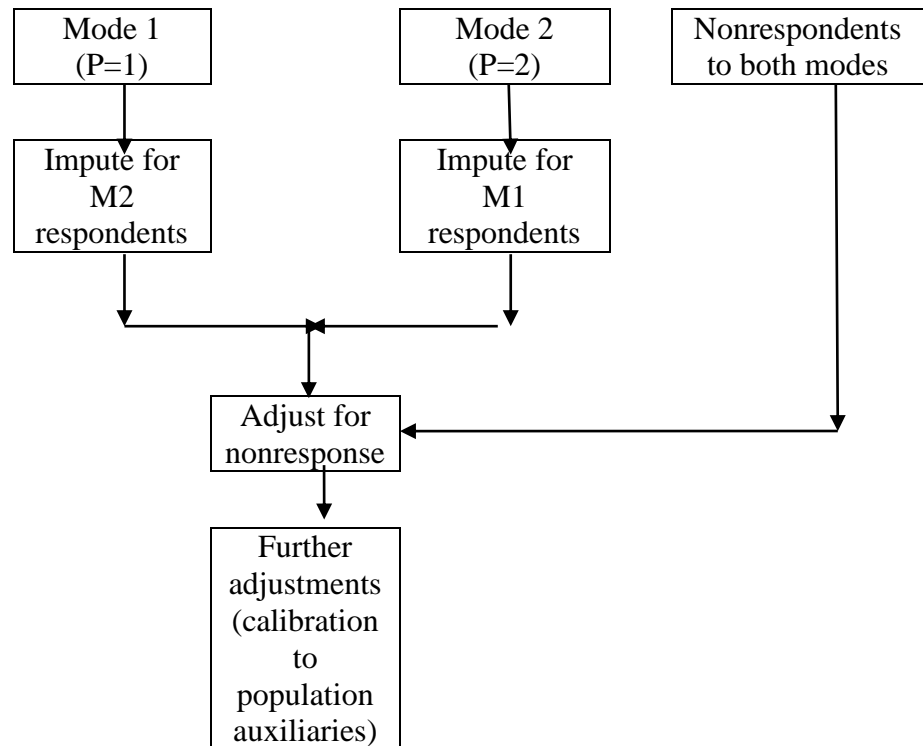 Mode 1
(P=1)
Mode 2
(P=2)
Nonrespondents
to both modes
Impute for
M2
respondents
Impute for
M1
respondents
Adjust for
nonresponse
Further
adjustments
(calibration
to
population
auxiliaries)